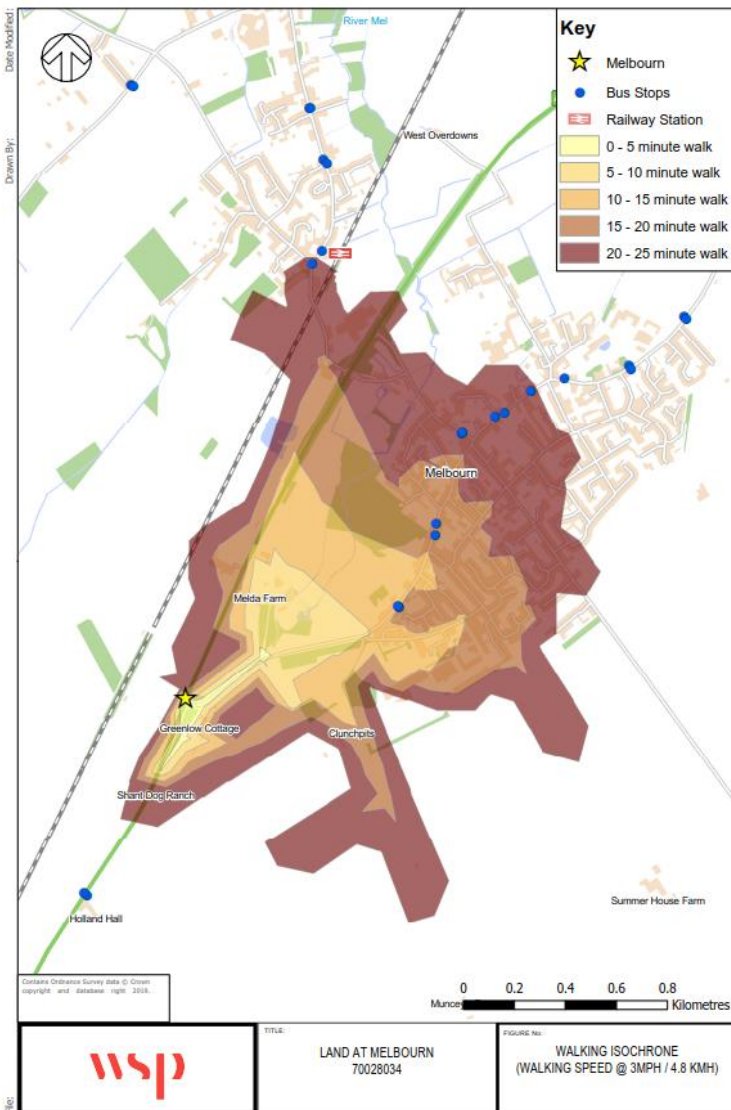 Date Modified:
Drawn By:
File:
River Mel
West Overdowns
Melbourn
Melda Farm
Greenlow Cottage
Clunchpits
Shant Dog Ranch
Holland Hall
Summer House Farm
Key
Melbourn
Bus Stops
Railway Station
0 - 5 minute walk
5 - 10 minute walk
10 - 15 minute walk
15 - 20 minute walk
20 - 25 minute walk
0 0.2 0.4 0.6 0.8
Kilometres
Contains Ordnance Survey data © Crown
copyright and database right 2016.
wsp
TITLE:
LAND AT MELBOURN
70028034
FIGURE No:
WALKING ISOCHRONE
(WALKING SPEED @ 3MPH / 4.8 KMH)